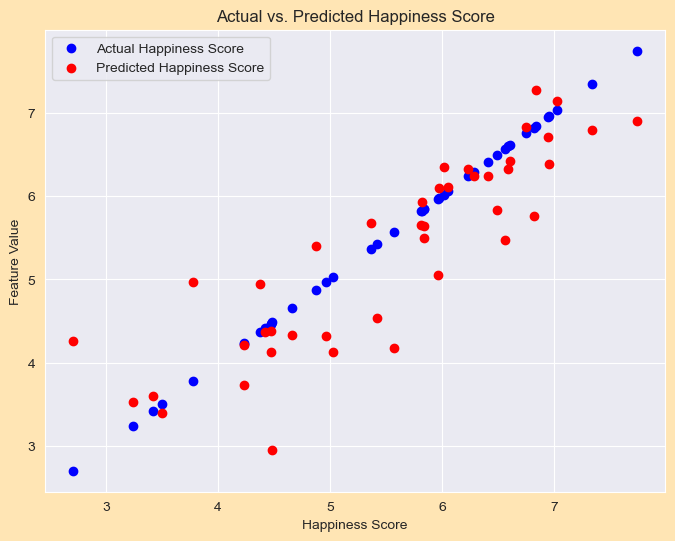 Actual vs. Predicted Happiness Score
Actual Happiness Score
Predicted Happiness Score
Feature Value
7
6
5
4
3
3 4 5 6 7
Happiness Score